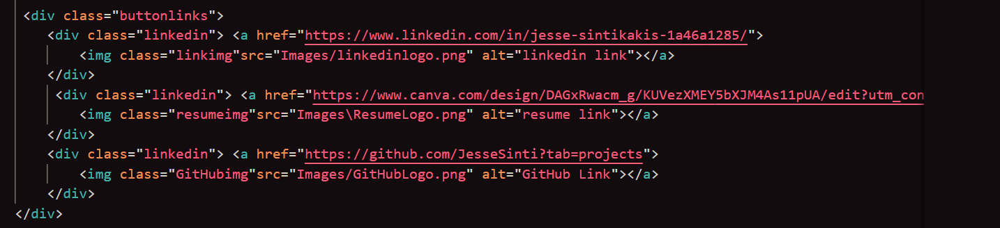 <div class="buttonlinks">
<div class="linkedin"> <a href="https://www.linkedin.com/in/jesse-sintikakis-1a46a1285/">
<img class="linkimg"src="Images/linkedinlogo.png" alt="linkedin link"></a>
</div>
<div class="linkedin"> <a href="https://www.canva.com/design/DAGxRwacm_g/KUVezXMEY5bXJM4As11pUA/edit?utm_con
<img class="resumeimg"src="Images\ResumeLogo.png" alt="resume link"></a>
</div>
<div class="linkedin"> <a href="https://github.com/JesseSinti?tab=projects">
<img class="GitHubimg"src="Images/GitHubLogo.png" alt="GitHub Link"></a>
</div>
</div>